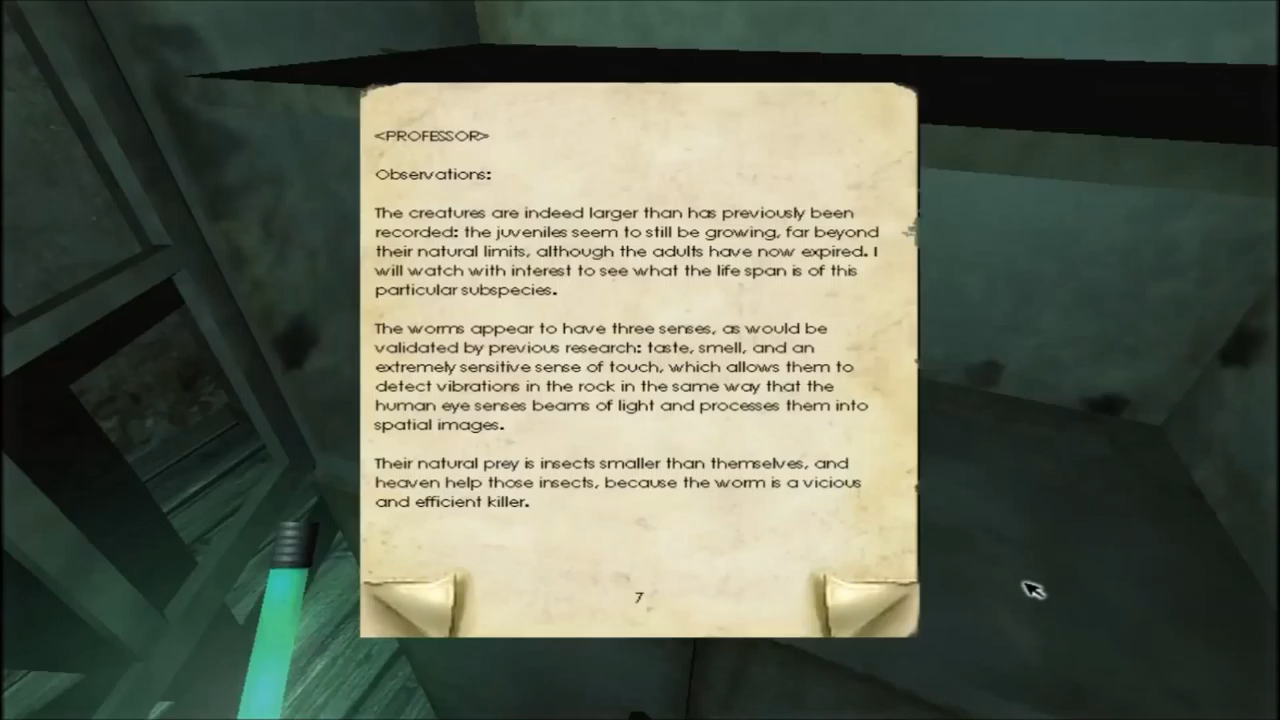 <PROFESSOR>
Observations:
The creatures are indeed larger than has previously been
recorded: the juveniles seem to still be growing, far beyond
their natural limits, although the adults have now expired. I
will watch with interest to see what the life span is of this
particular subspecies.
The worms appear to have three senses, as would be
validated by previous research: taste, smell, and an
extremely sensitive sense of touch, which allows them to
detect vibrations in the rock in the same way that the
human eye senses beams of light and processes them into
spatial images.
Their natural prey is insects smaller than themselves, and
heaven help those insects, because the worm is a vicious
and efficient killer.
7